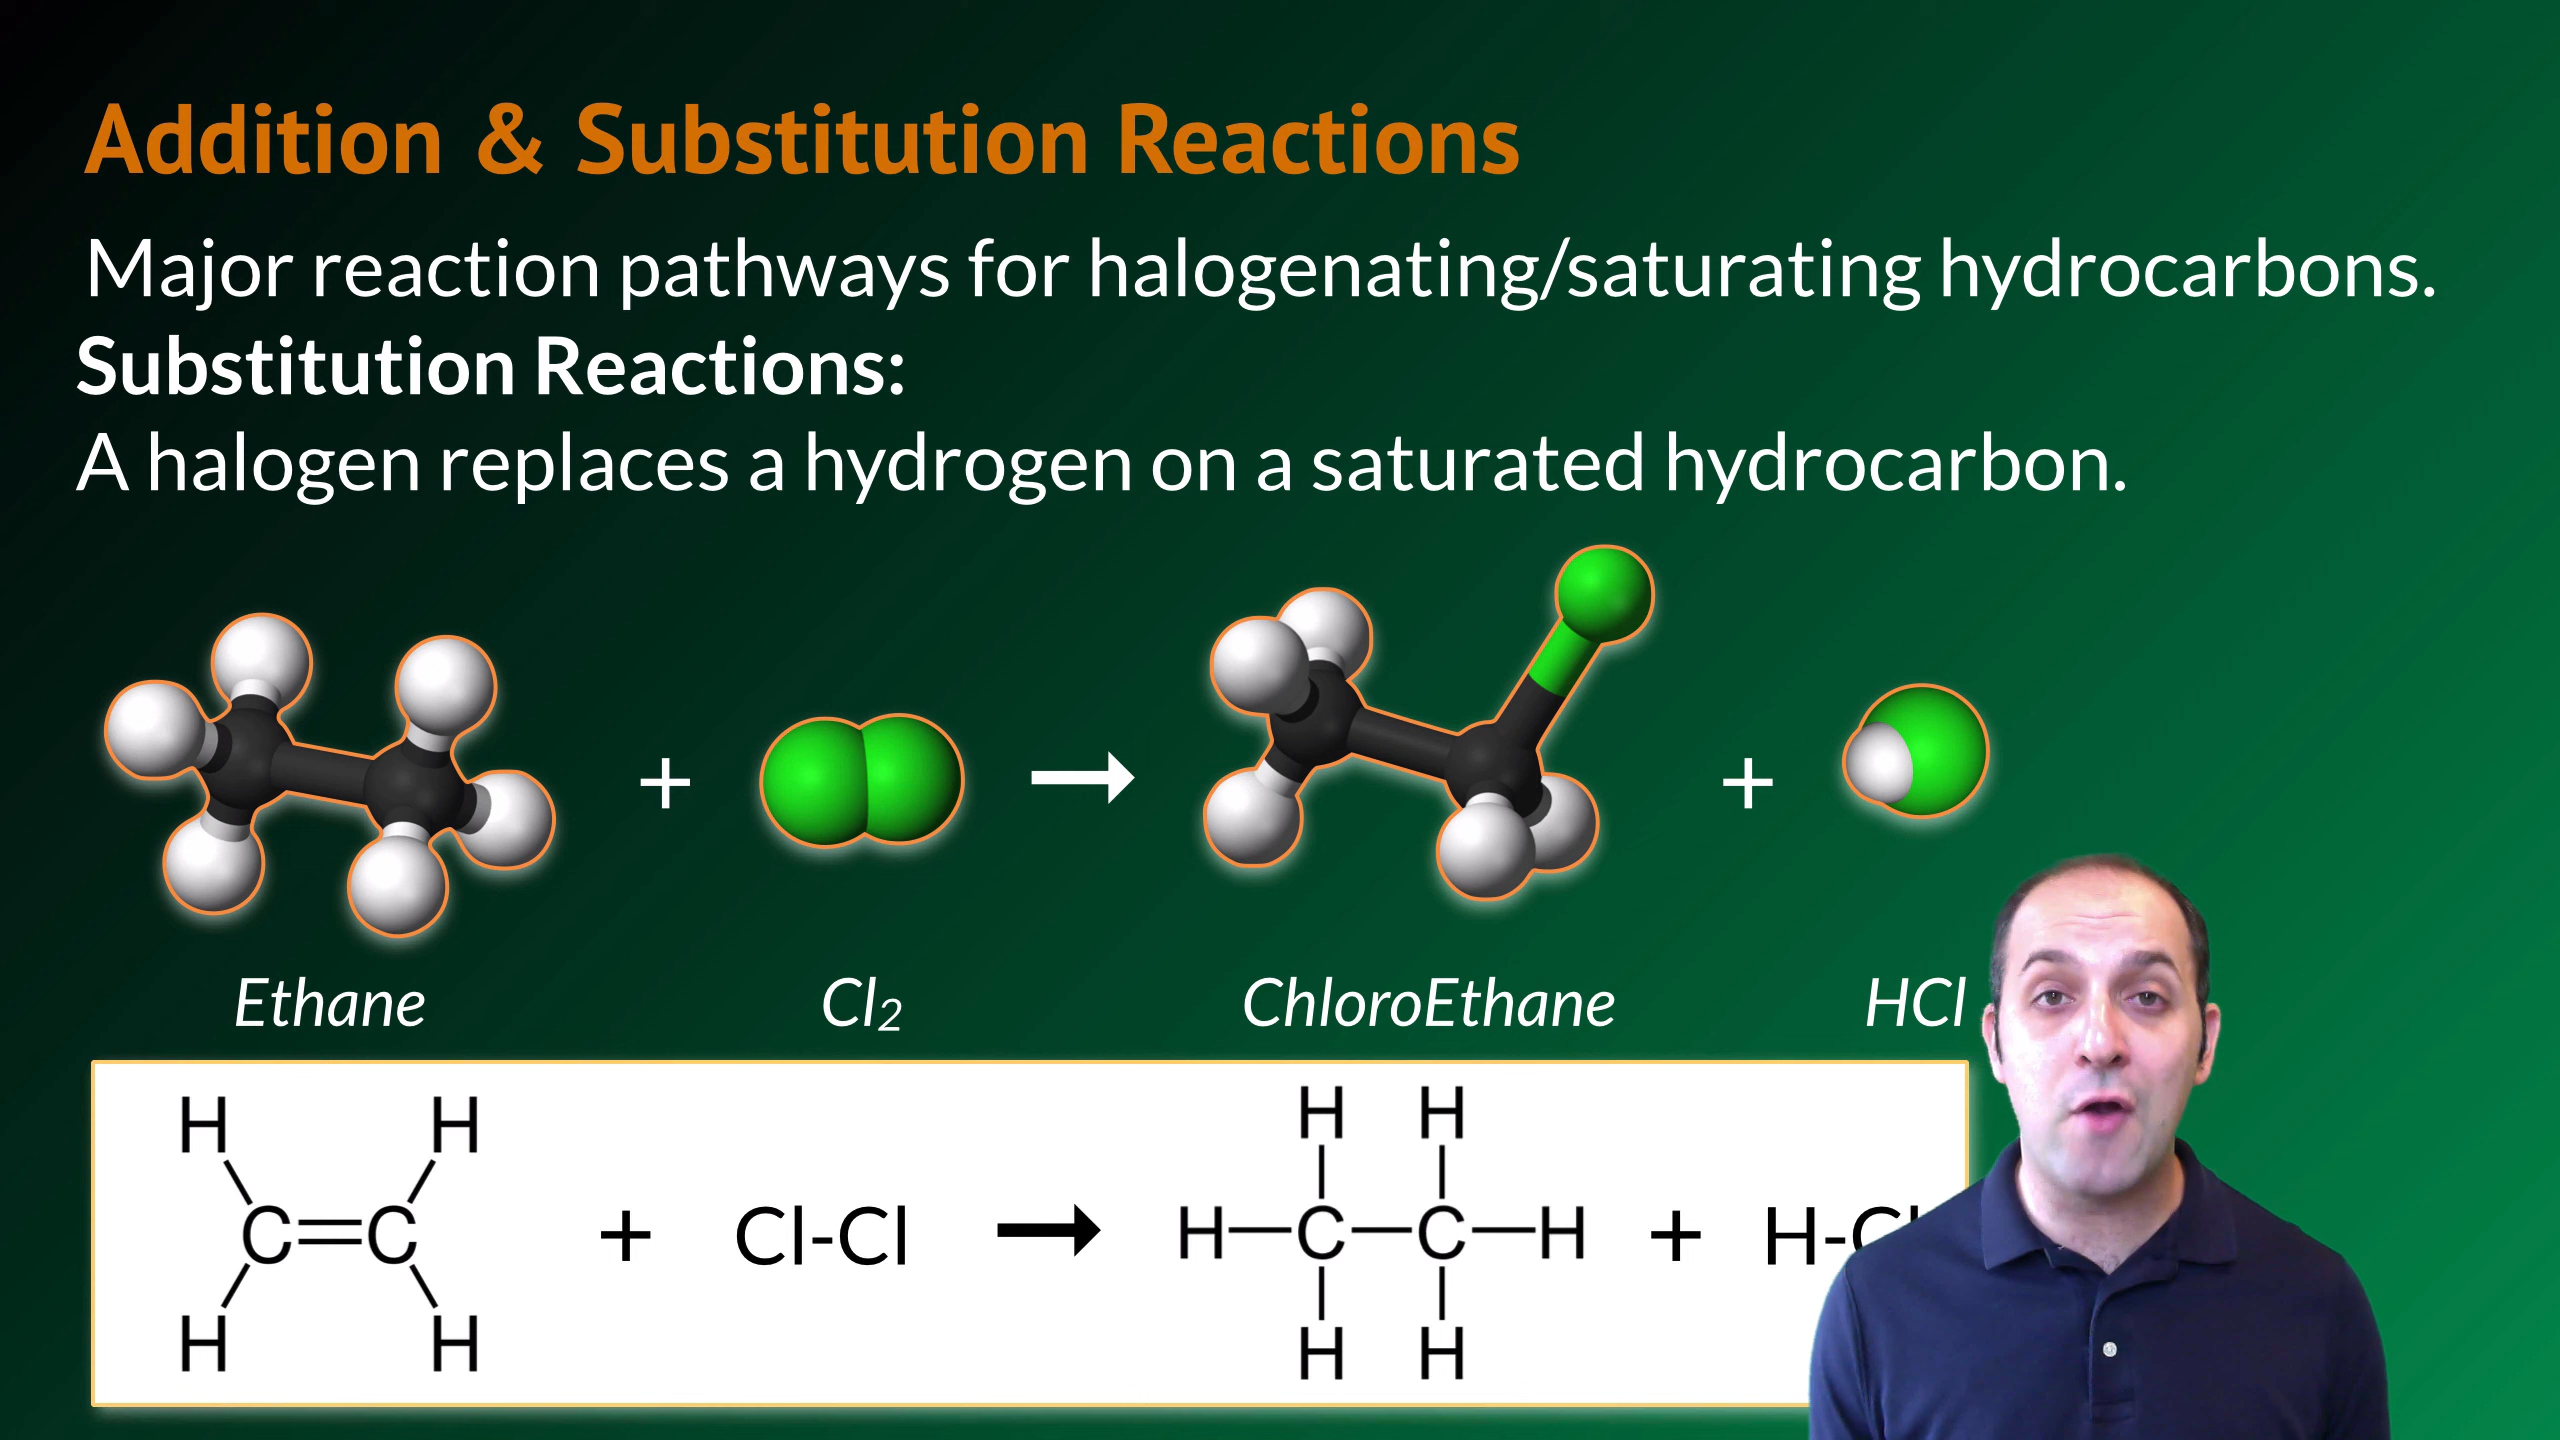 Addition & Substitution Reactions
Major reaction pathways for halogenating/saturating hydrocarbons.
Substitution Reactions:
A halogen replaces a hydrogen on a saturated hydrocarbon.
+ → +
Ethane Cl₂ ChloroEthane HCl
H H H H
C=C + Cl-Cl → H-C-C-H + H-Cl
H H H H